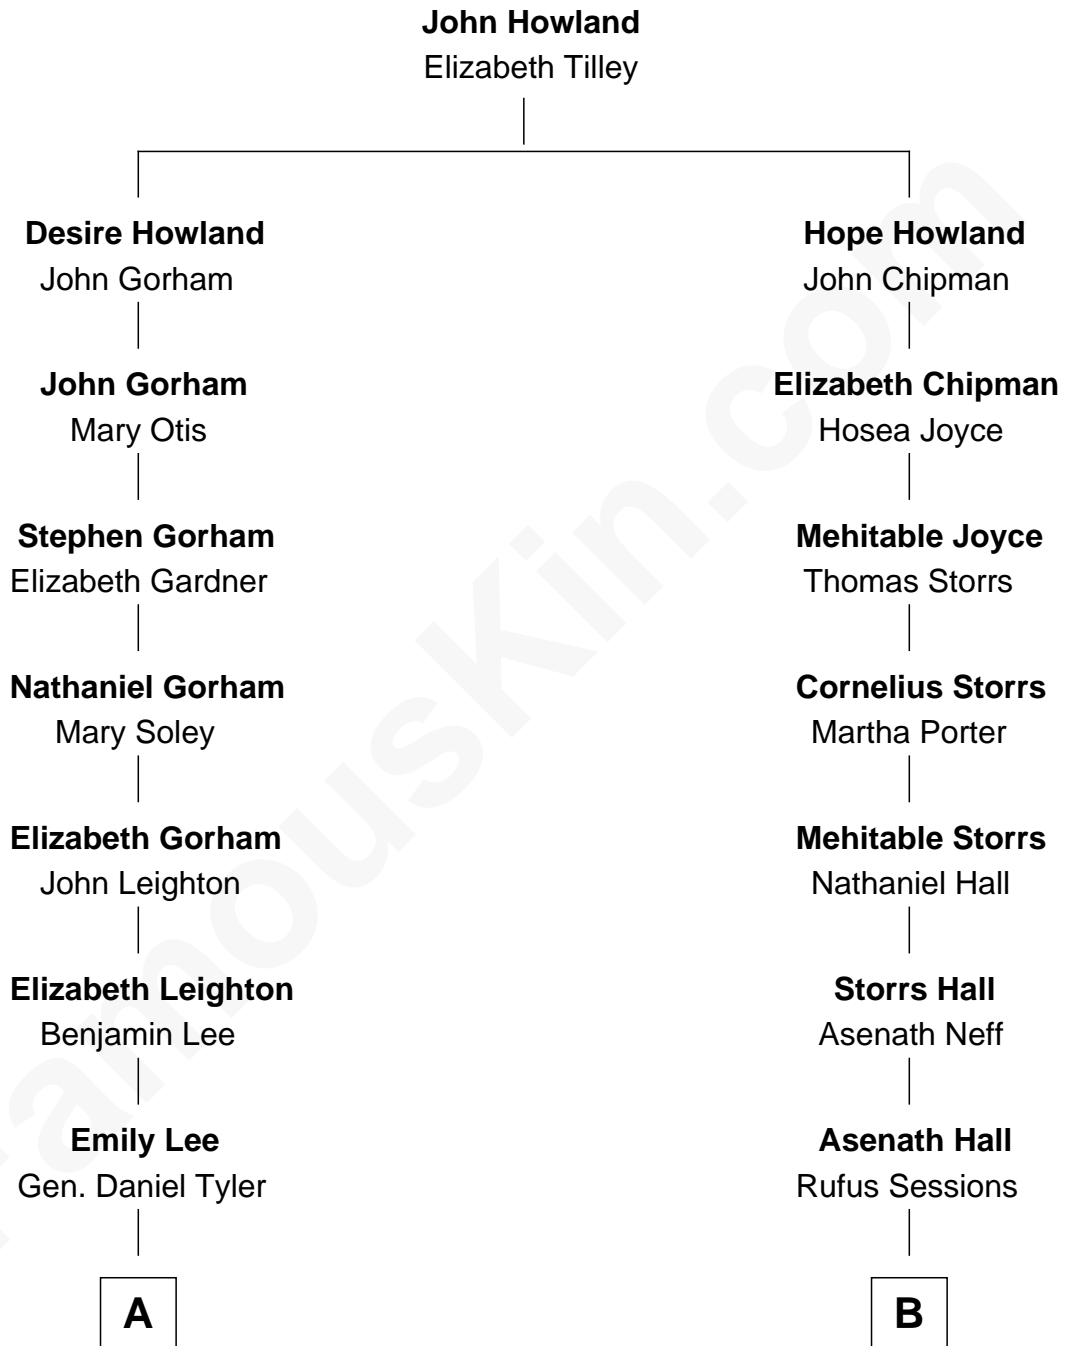 John Howland
Elizabeth Tilley
Desire Howland
John Gorham
Hope Howland
John Chipman
John Gorham
Mary Otis
Elizabeth Chipman
Hosea Joyce
Stephen Gorham
Elizabeth Gardner
Mehitable Joyce
Thomas Storrs
Nathaniel Gorham
Mary Soley
Cornelius Storrs
Martha Porter
Elizabeth Gorham
John Leighton
Mehitable Storrs
Nathaniel Hall
Elizabeth Leighton
Benjamin Lee
Storrs Hall
Asenath Neff
Emily Lee
Gen. Daniel Tyler
Asenath Hall
Rufus Sessions
A
B
FamousKin.com